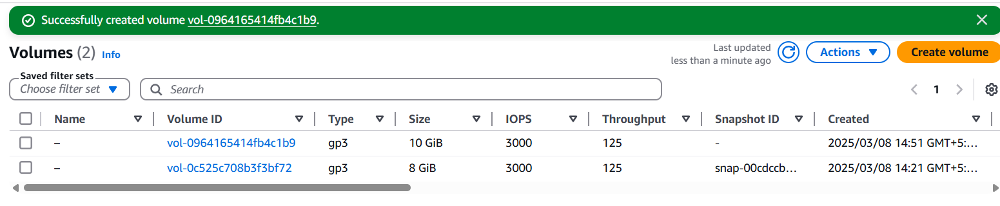 Successfully created volume vol-0964165414fb4c1b9.
Volumes (2) Info
Last updated
less than a minute ago
Actions
Create volume
Saved filter sets
Choose filter set
Search
1
Name Volume ID Type Size IOPS Throughput Snapshot ID Created
– vol-0964165414fb4c1b9 gp3 10 GiB 3000 125 - 2025/03/08 14:51 GMT+5:...
– vol-0c525c708b3f3bf72 gp3 8 GiB 3000 125 snap-00cdccb... 2025/03/08 14:21 GMT+5:...